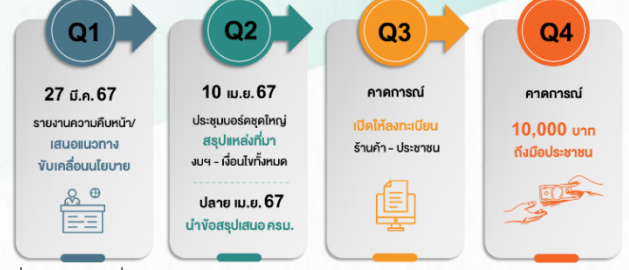 Q1
27 มี.ค. 67
รายงานความคืบหน้า/
เสนอแนวทาง
ขับเคลื่อนนโยบาย
Q2
10 เม.ย. 67
ประชุมบอร์ดชุดใหญ่
สรุปแหล่งที่มา
งบฯ - เงื่อนไขทั้งหมด
ปลาย เม.ย. 67
นำข้อสรุปเสนอ ครม.
Q3
คาดการณ์
เปิดให้ลงทะเบียน
ร้านค้า - ประชาชน
Q4
คาดการณ์
10,000 บาท
ถึงมือประชาชน